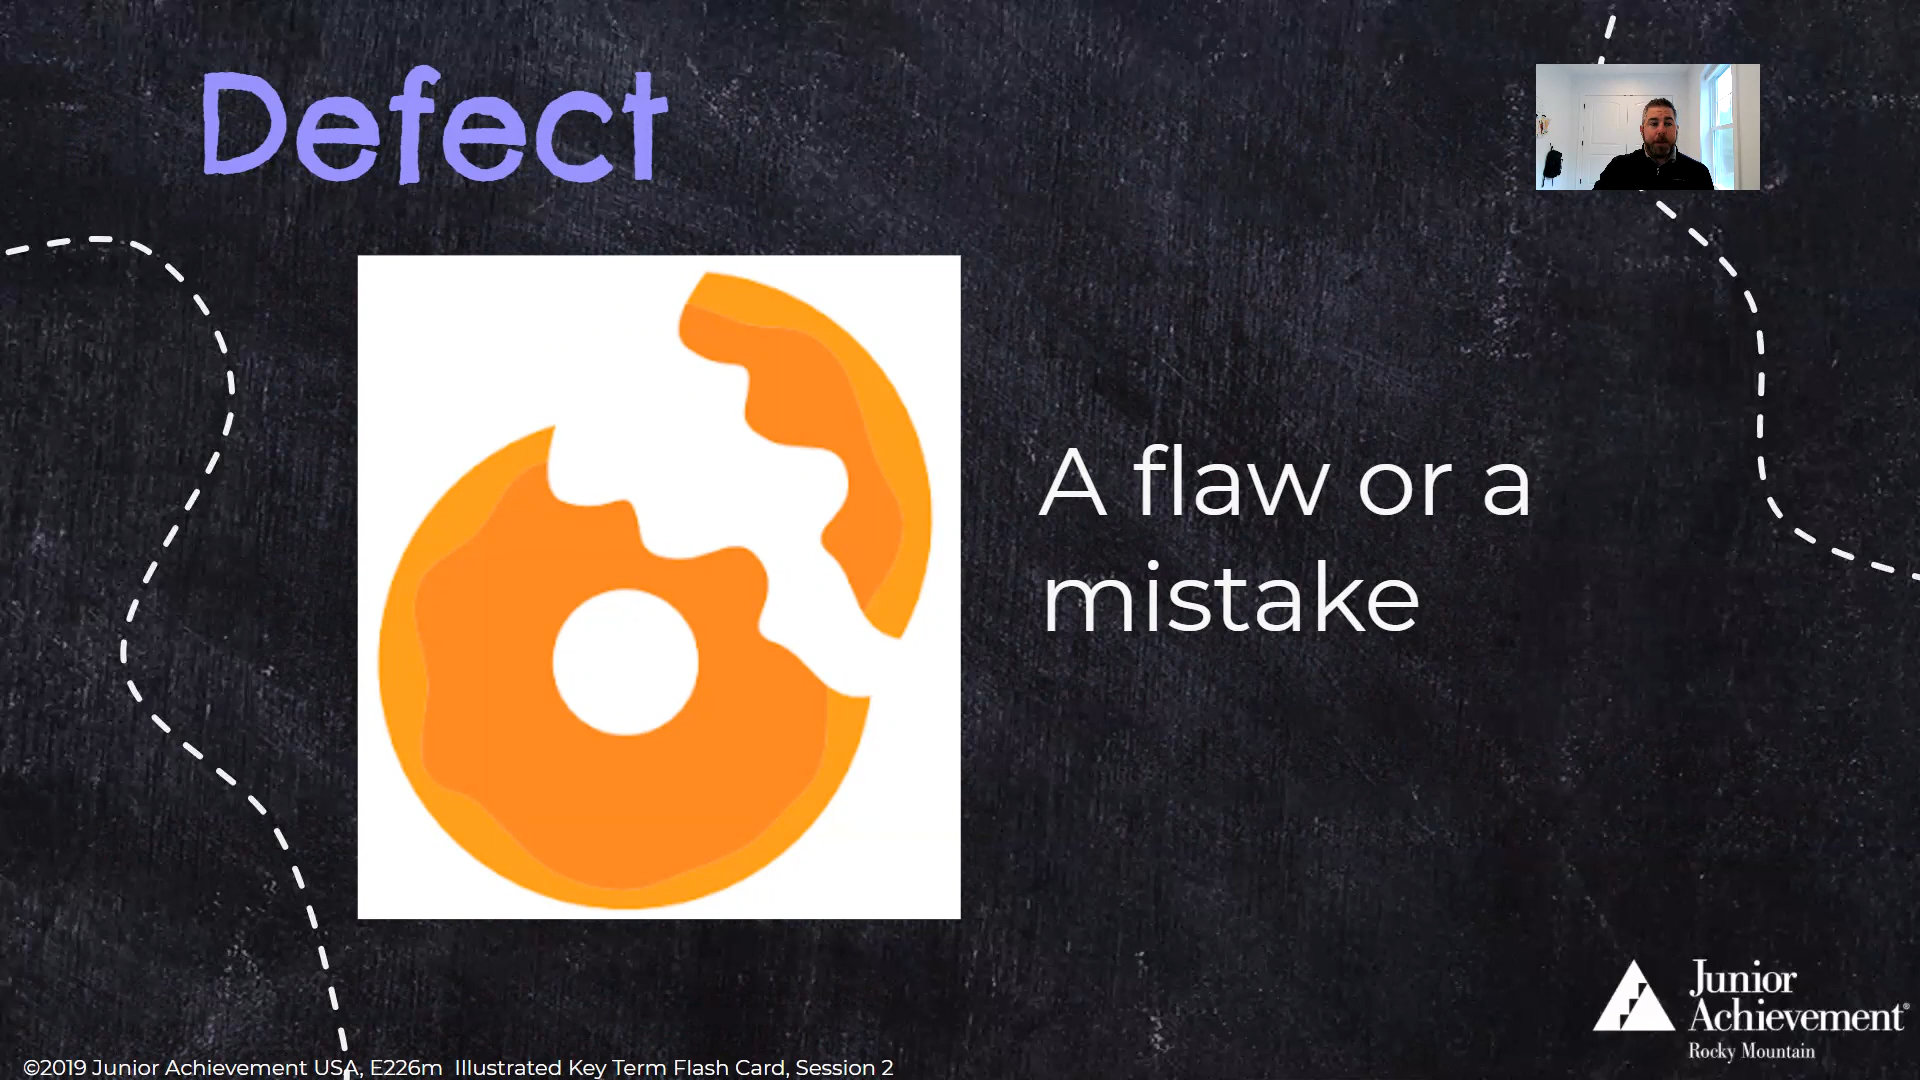 Defect
A flaw or a
mistake
Junior
Achievement®
Rocky Mountain
©2019 Junior Achievement USA, E226m  Illustrated Key Term Flash Card, Session 2